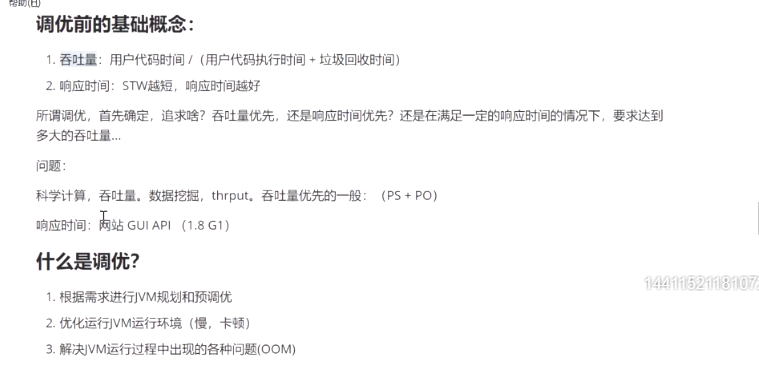 帮助(H)
调优前的基础概念：
1. 吞吐量：用户代码时间 /（用户代码执行时间 + 垃圾回收时间）
2. 响应时间：STW越短，响应时间越好
所谓调优，首先确定，追求啥？吞吐量优先，还是响应时间优先？还是在满足一定的响应时间的情况下，要求达到
多大的吞吐量...
问题：
科学计算，吞吐量。数据挖掘，thrput。吞吐量优先的一般：（PS + PO）
响应时间：网站 GUI API （1.8 G1）
什么是调优？
1. 根据需求进行JVM规划和预调优
1441152118107
2. 优化运行JVM运行环境（慢，卡顿）
3. 解决JVM运行过程中出现的各种问题(OOM)